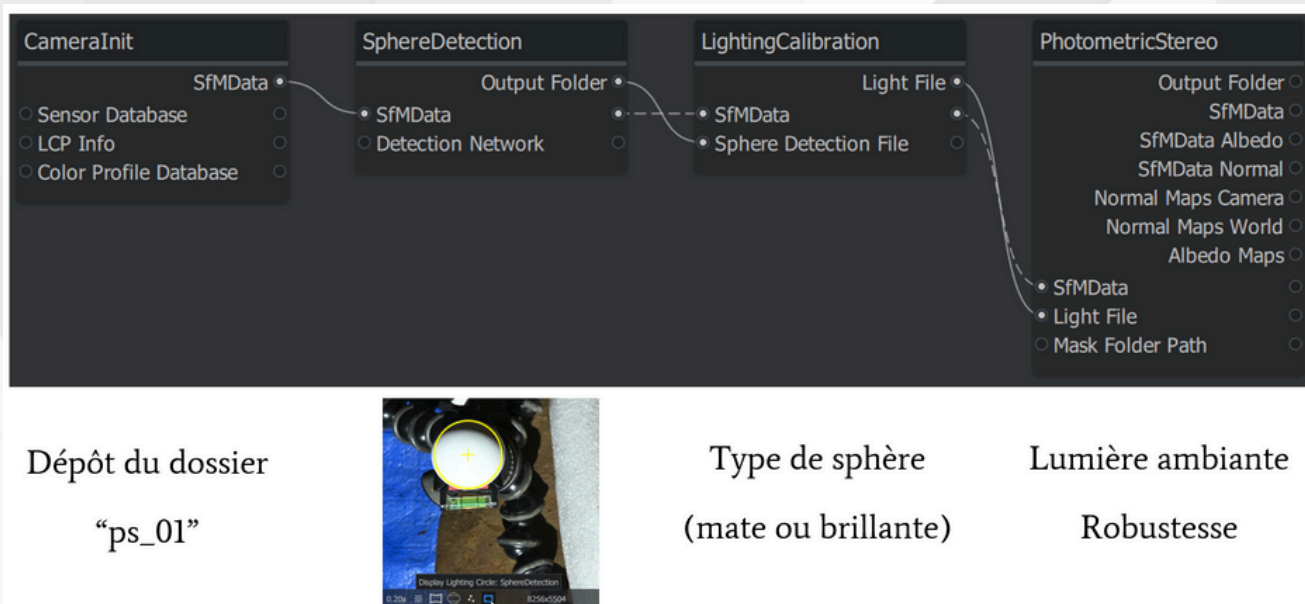 CameraInit
SfMData
Sensor Database
LCP Info
Color Profile Database
SphereDetection
Output Folder
SfMData
Detection Network
LightingCalibration
Light File
SfMData
Sphere Detection File
PhotometricStereo
Output Folder
SfMData
SfMData Albedo
SfMData Normal
Normal Maps Camera
Normal Maps World
Albedo Maps
SfMData
Light File
Mask Folder Path
Dépôt du dossier
“ps_01”
Display Lighting Circle: SphereDetection
0.20x
8256x5504
Type de sphère
(mate ou brillante)
Lumière ambiante
Robustesse